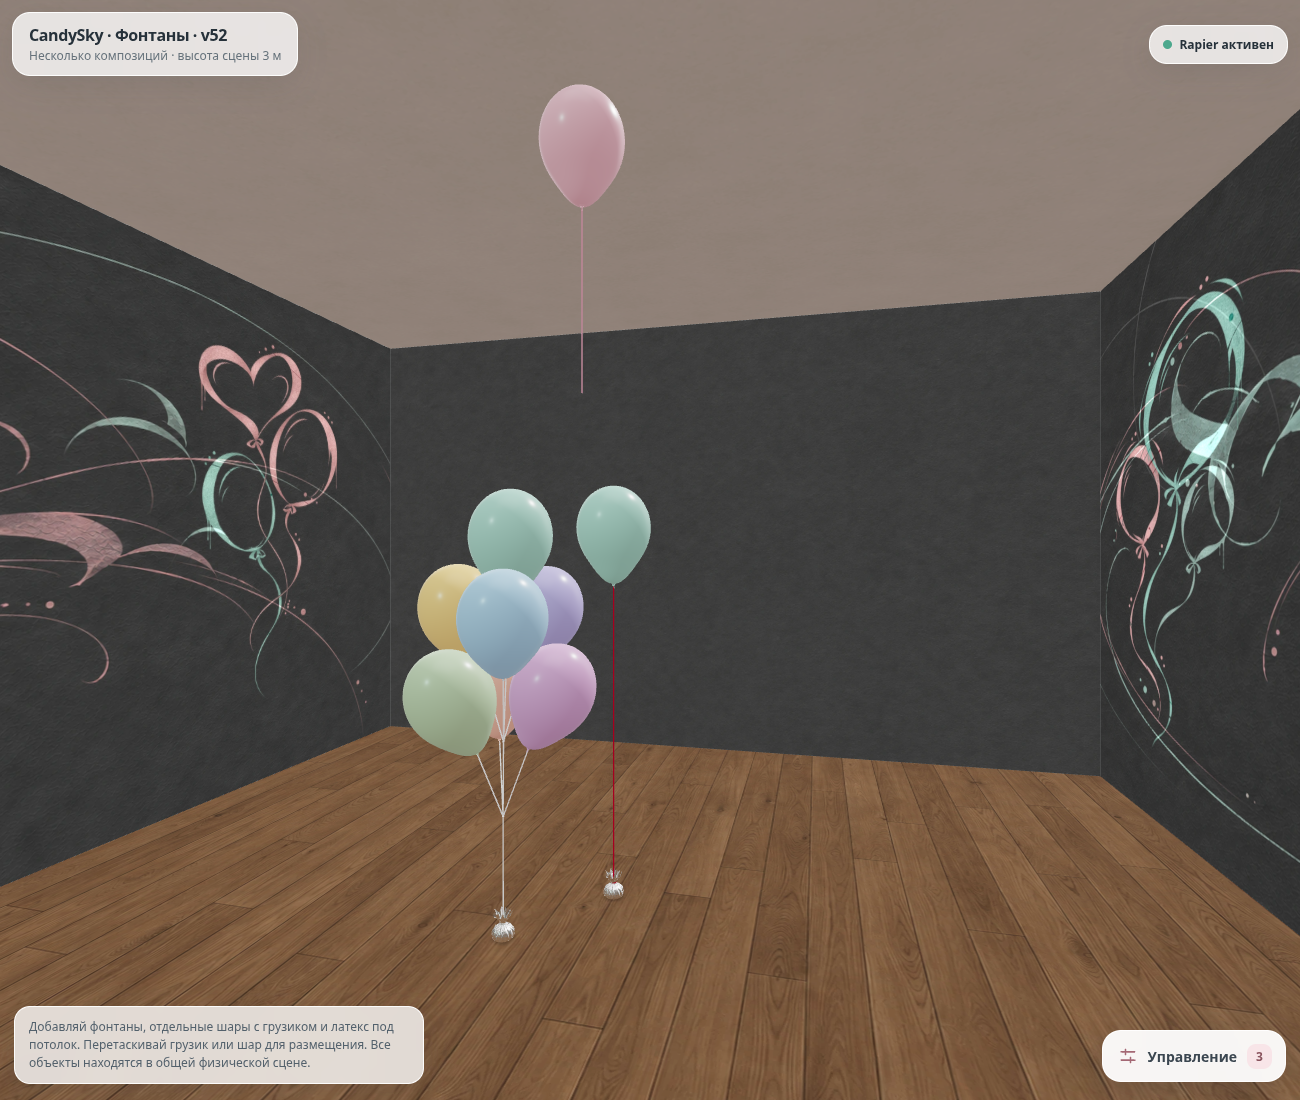 CandySky · Фонтаны · v52
Несколько композиций · высота сцены 3 м
Rapier активен
Добавляй фонтаны, отдельные шары с грузиком и латекс под
потолок. Перетаскивай грузик или шар для размещения. Все
объекты находятся в общей физической сцене.
Управление 3